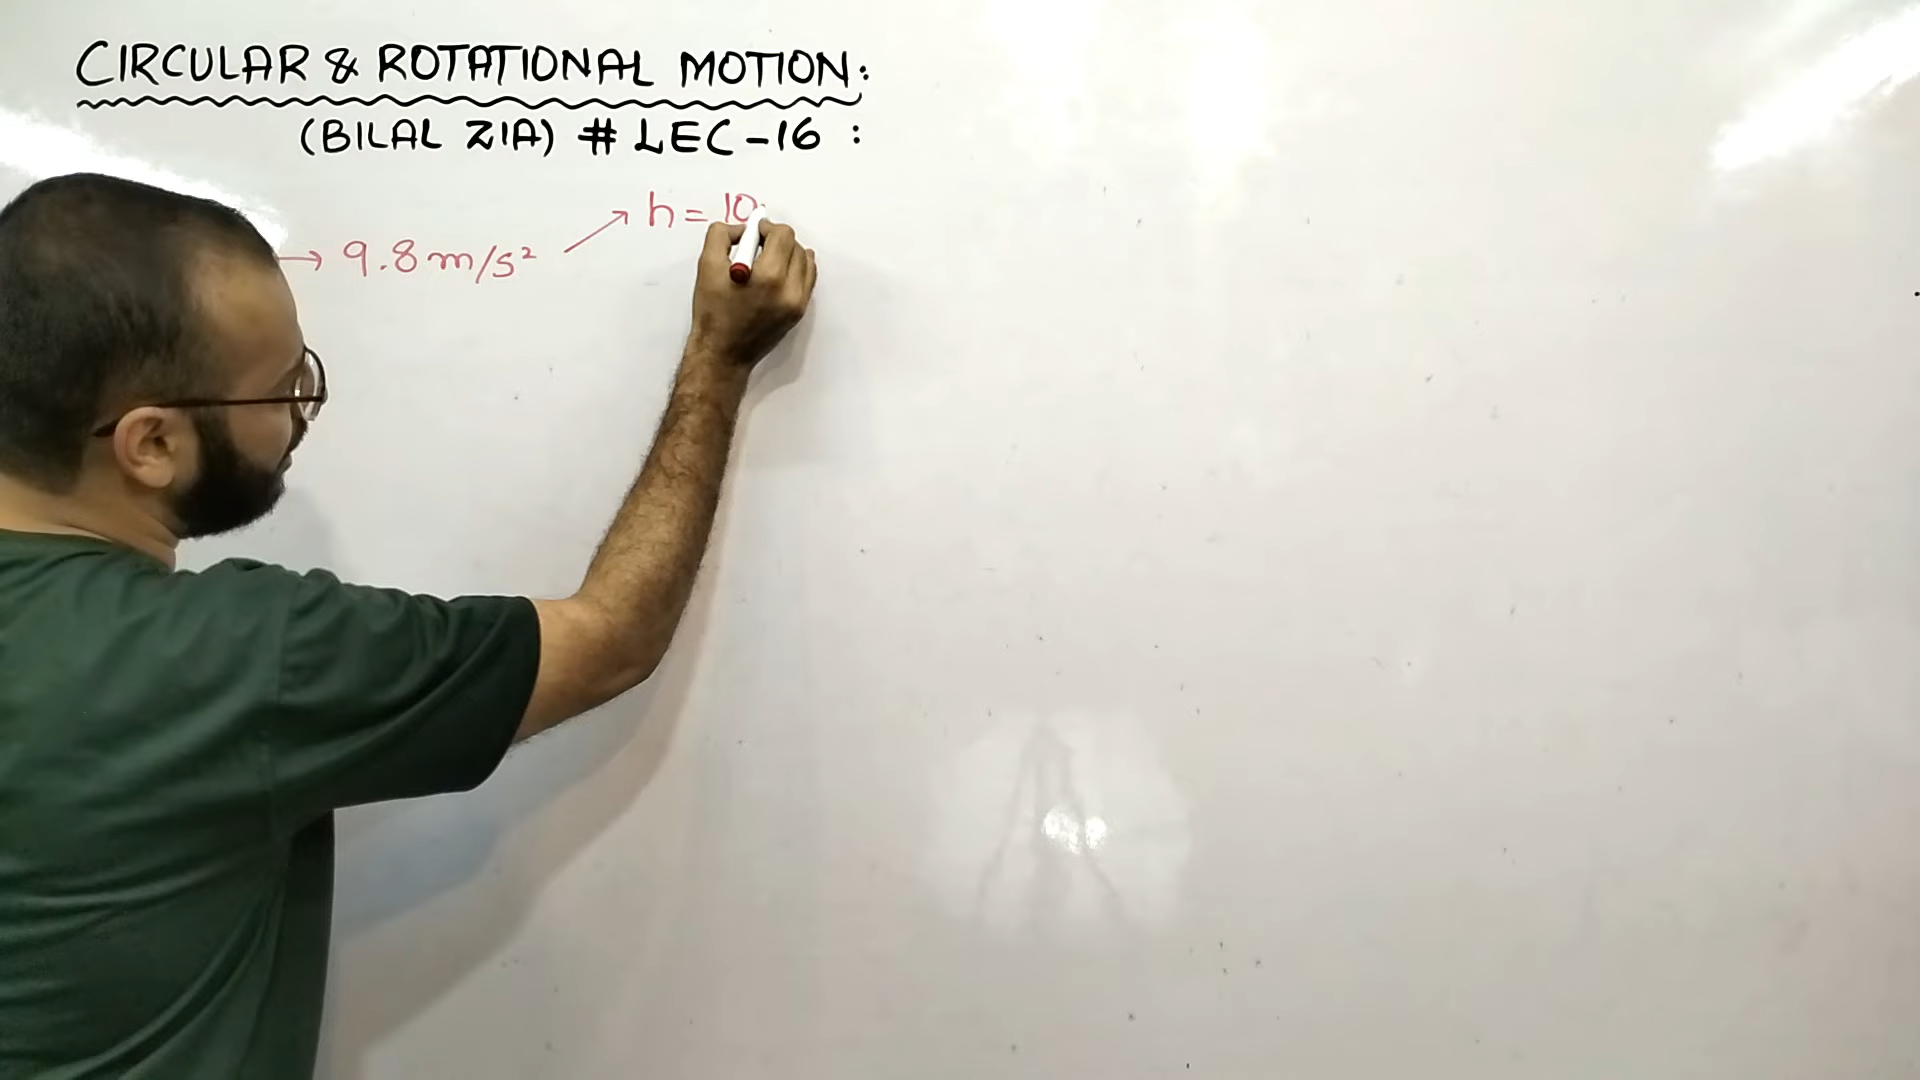 CIRCULAR & ROTATIONAL MOTION:
(BILAL ZIA) # LEC-16 :
h = 10
→ 9.8 m/s²